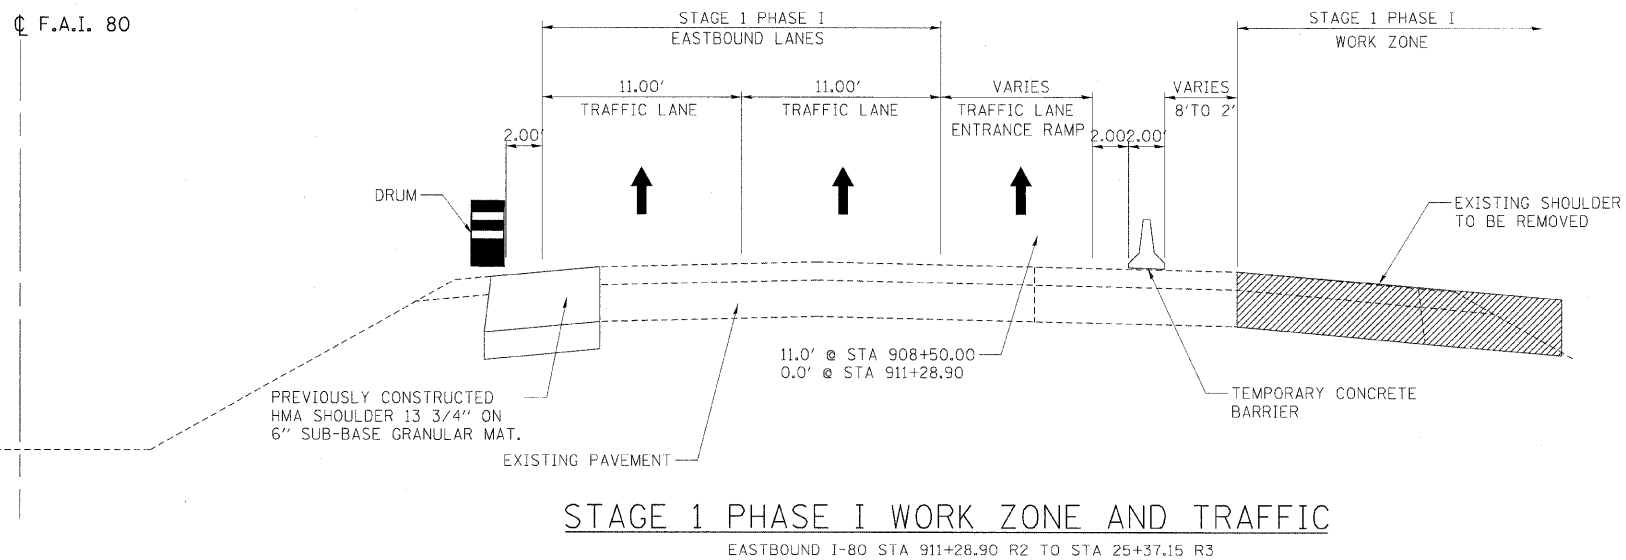 ℄ F.A.I. 80
STAGE 1 PHASE I
EASTBOUND LANES
STAGE 1 PHASE I
WORK ZONE
11.00'
TRAFFIC LANE
11.00'
TRAFFIC LANE
VARIES
TRAFFIC LANE
ENTRANCE RAMP
VARIES
8'TO 2'
2.00'
2.00'
2.00'
DRUM
EXISTING SHOULDER
TO BE REMOVED
11.0' @ STA 908+50.00
0.0' @ STA 911+28.90
PREVIOUSLY CONSTRUCTED
HMA SHOULDER 13 3/4" ON
6" SUB-BASE GRANULAR MAT.
TEMPORARY CONCRETE
BARRIER
EXISTING PAVEMENT
STAGE 1 PHASE I WORK ZONE AND TRAFFIC
EASTBOUND I-80 STA 911+28.90 R2 TO STA 25+37.15 R3